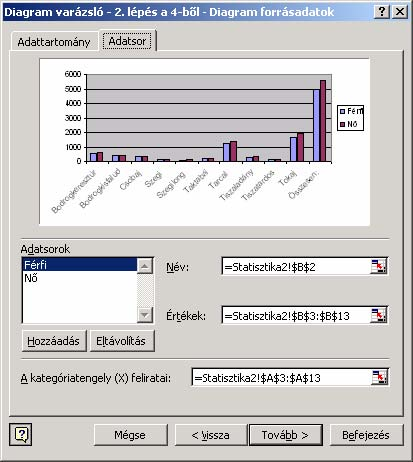 Diagram varázsló - 2. lépés a 4-ből - Diagram forrásadatok
Adattartomány
Adatsor
6000
5000
4000
3000
2000
1000
0
Férfi
Nő
Bodrogkeresztúr
Bodrogkisfalud
Csobaj
Szegi
Szegilong
Taktabáj
Tarcal
Tiszaladány
Tiszatardos
Tokaj
Összesen:
Adatsorok
Férfi
Nő
Név:
=Statisztika2!$B$2
Értékek:
=Statisztika2!$B$3:$B$13
Hozzáadás
Eltávolítás
A kategóriatengely (X) feliratai:
=Statisztika2!$A$3:$A$13
Mégse
< Vissza
Tovább >
Befejezés